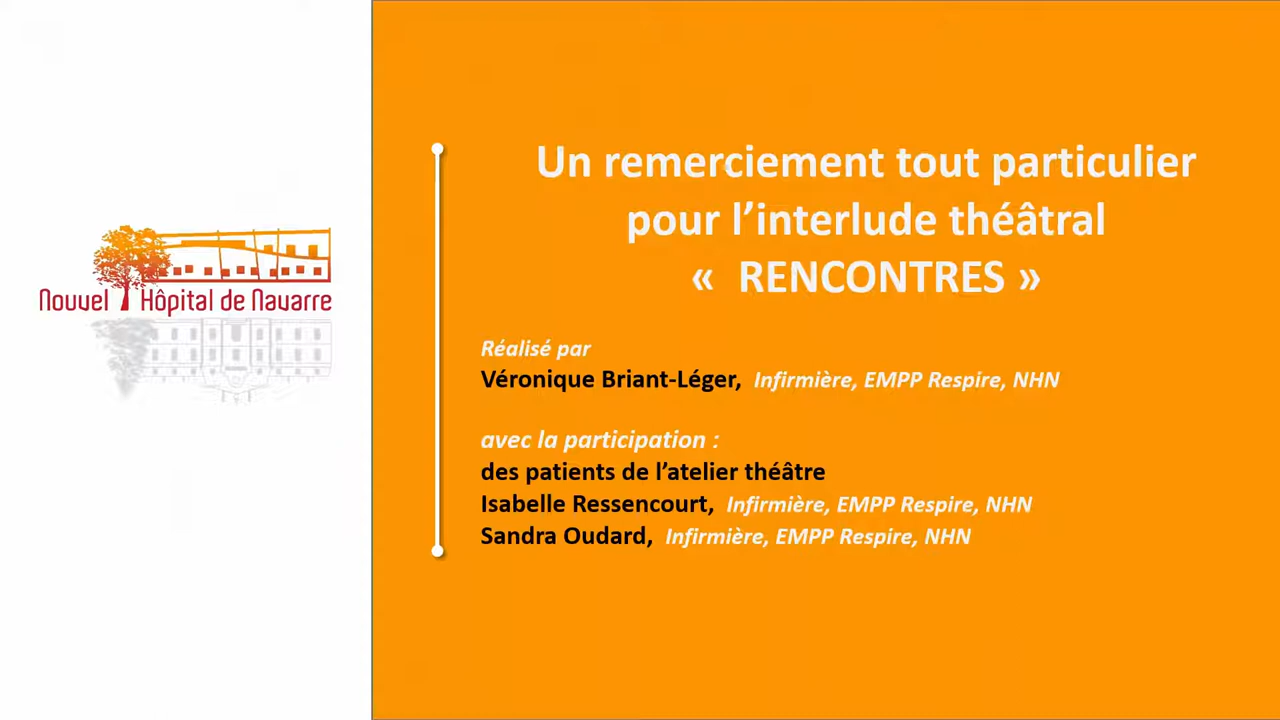 Nouvel Hôpital de Navarre
Un remerciement tout particulier
pour l’interlude théâtral
«  RENCONTRES »
Réalisé par
Véronique Briant-Léger,  Infirmière, EMPP Respire, NHN
avec la participation :
des patients de l’atelier théâtre
Isabelle Ressencourt,  Infirmière, EMPP Respire, NHN
Sandra Oudard,  Infirmière, EMPP Respire, NHN